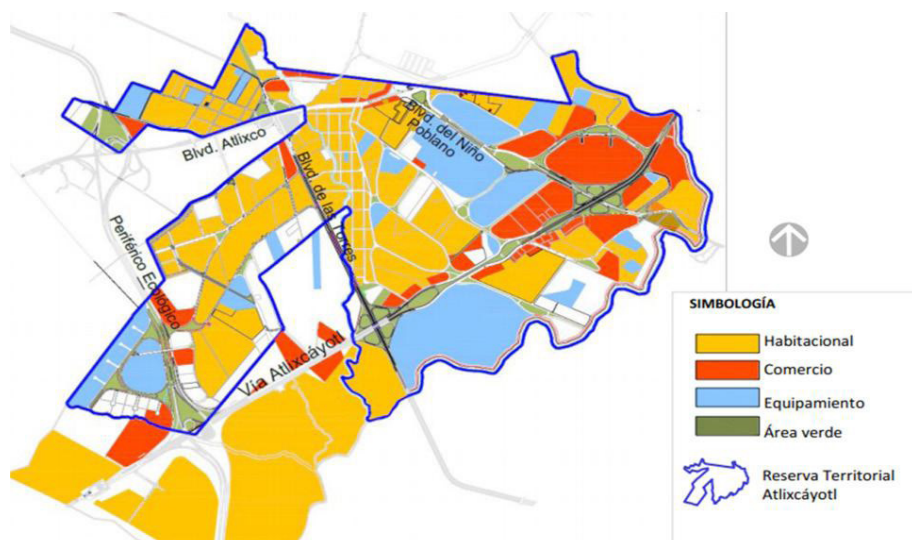 Blvd. del Niño
Poblano
Blvd. Atlixco
Blvd. de las Torres
Periférico Ecológico
Vía Atlixcáyotl
SIMBOLOGÍA
Habitacional
Comercio
Equipamiento
Área verde
Reserva Territorial
Atlixcáyotl